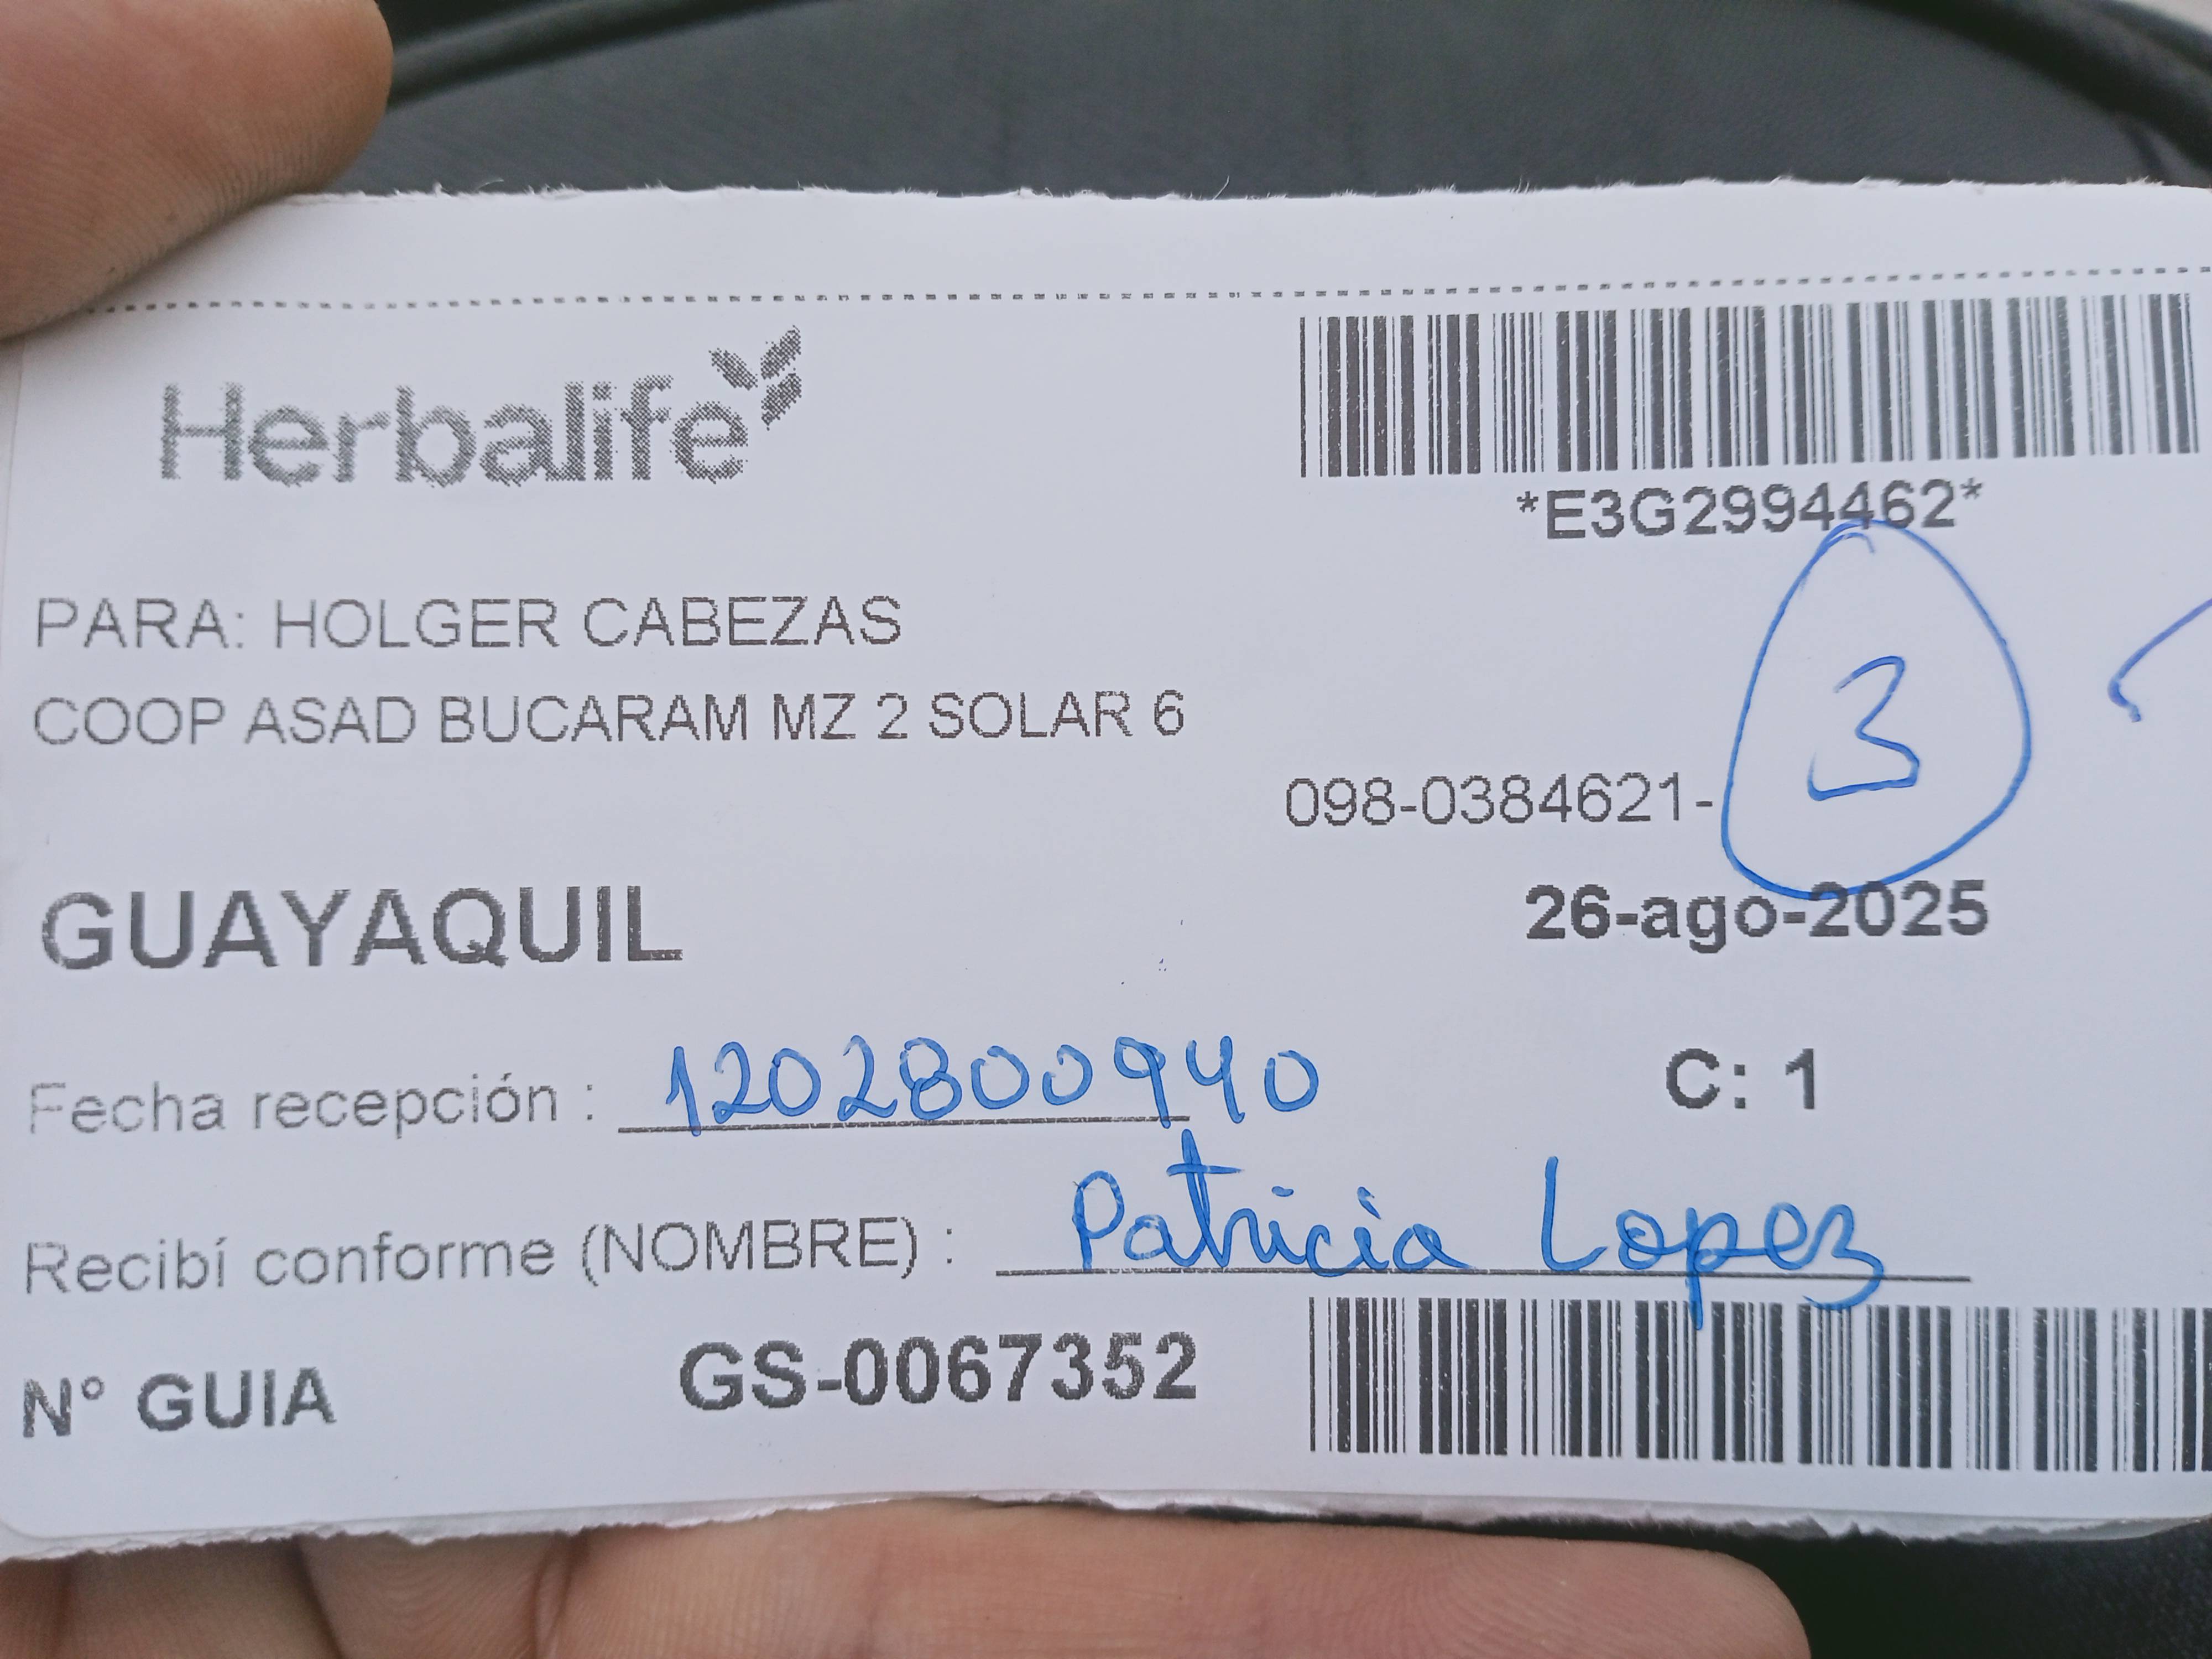 Herbalife
*E3G2994462*
PARA: HOLGER CABEZAS
COOP ASAD BUCARAM MZ 2 SOLAR 6
3
098-0384621-
GUAYAQUIL
26-ago-2025
Fecha recepción : 1202800940
C: 1
Recibí conforme (NOMBRE) : Patricia Lopez
N° GUIA GS-0067352